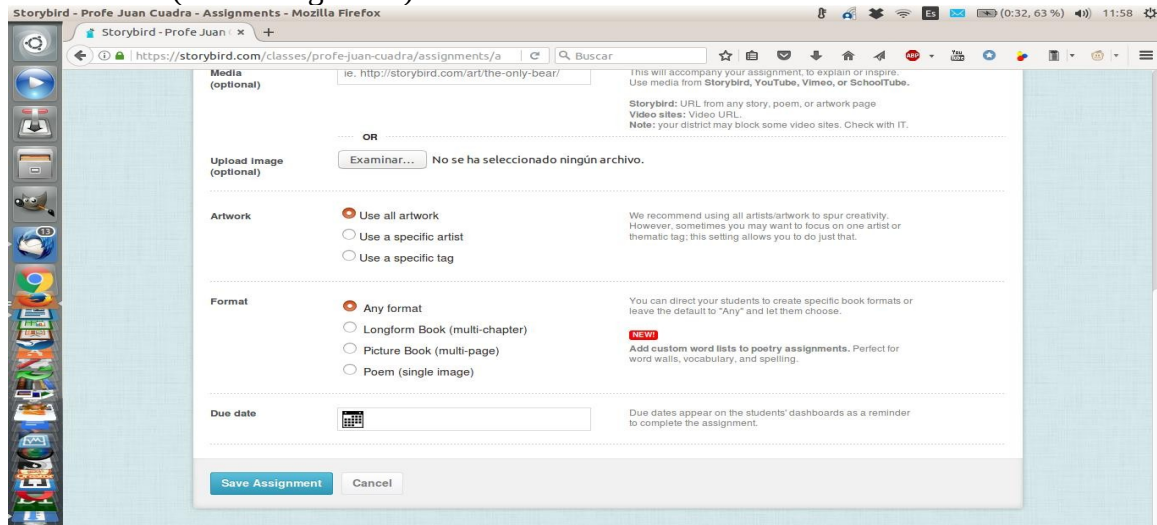 Storybird - Profe Juan Cuadra - Assignments - Mozilla Firefox
Es
(0:32, 63 %)
11:58
Storybird - Profe Juan
https://storybird.com/classes/profe-juan-cuadra/assignments/a
Buscar
ABP
You
13
Media
(optional)
ie. http://storybird.com/art/the-only-bear/
This will accompany your assignment, to explain or inspire.
Use media from Storybird, YouTube, Vimeo, or SchoolTube.
Storybird: URL from any story, poem, or artwork page
Video sites: Video URL.
Note: your district may block some video sites. Check with IT.
OR
Upload image
(optional)
Examinar... No se ha seleccionado ningún archivo.
Artwork
Use all artwork
Use a specific artist
Use a specific tag
We recommend using all artists/artwork to spur creativity.
However, sometimes you may want to focus on one artist or
thematic tag; this setting allows you to do just that.
Format
Any format
Longform Book (multi-chapter)
Picture Book (multi-page)
Poem (single image)
You can direct your students to create specific book formats or
leave the default to "Any" and let them choose.
NEW!
Add custom word lists to poetry assignments. Perfect for
word walls, vocabulary, and spelling.
Due date
Due dates appear on the students' dashboards as a reminder
to complete the assignment.
Save Assignment
Cancel